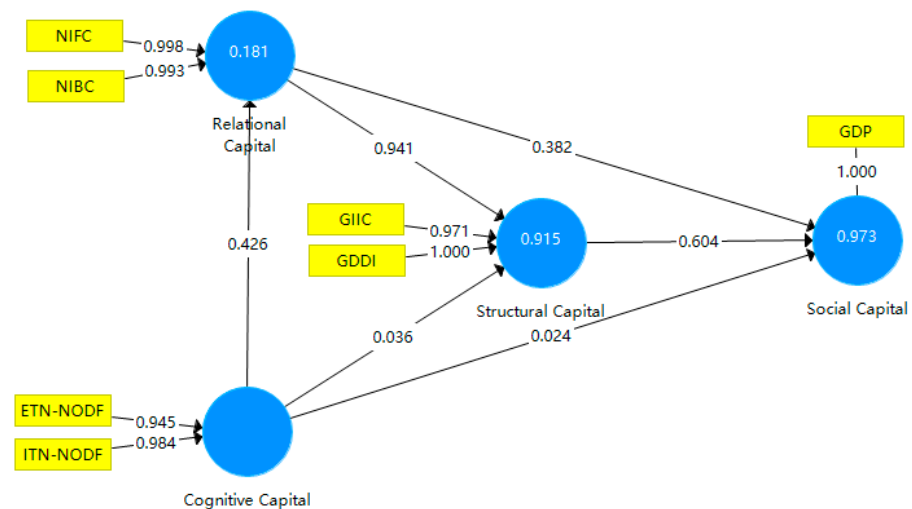 NIFC
0.998
0.181
NIBC
0.993
Relational
Capital
GDP
0.941
0.382
1.000
GIIC
0.971
0.426
0.915
0.604
0.973
GDDI
1.000
Structural Capital
Social Capital
0.036
0.024
ETN-NODF
0.945
ITN-NODF
0.984
Cognitive Capital